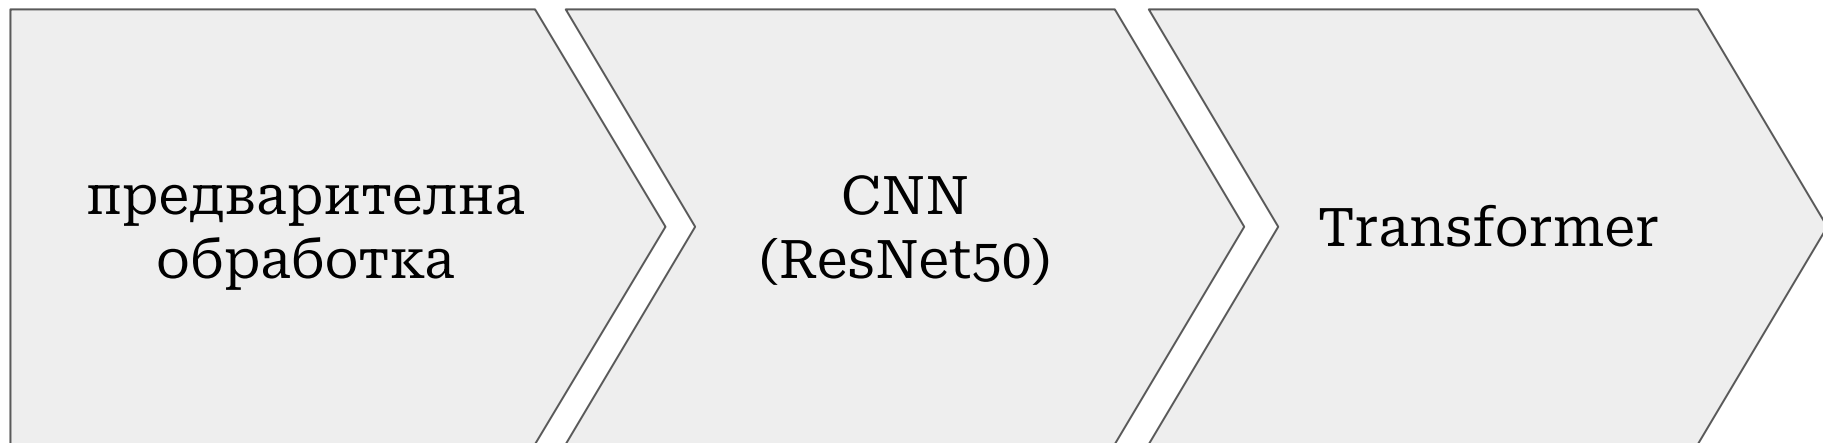 предварителна
обработка
CNN
(ResNet50)
Transformer